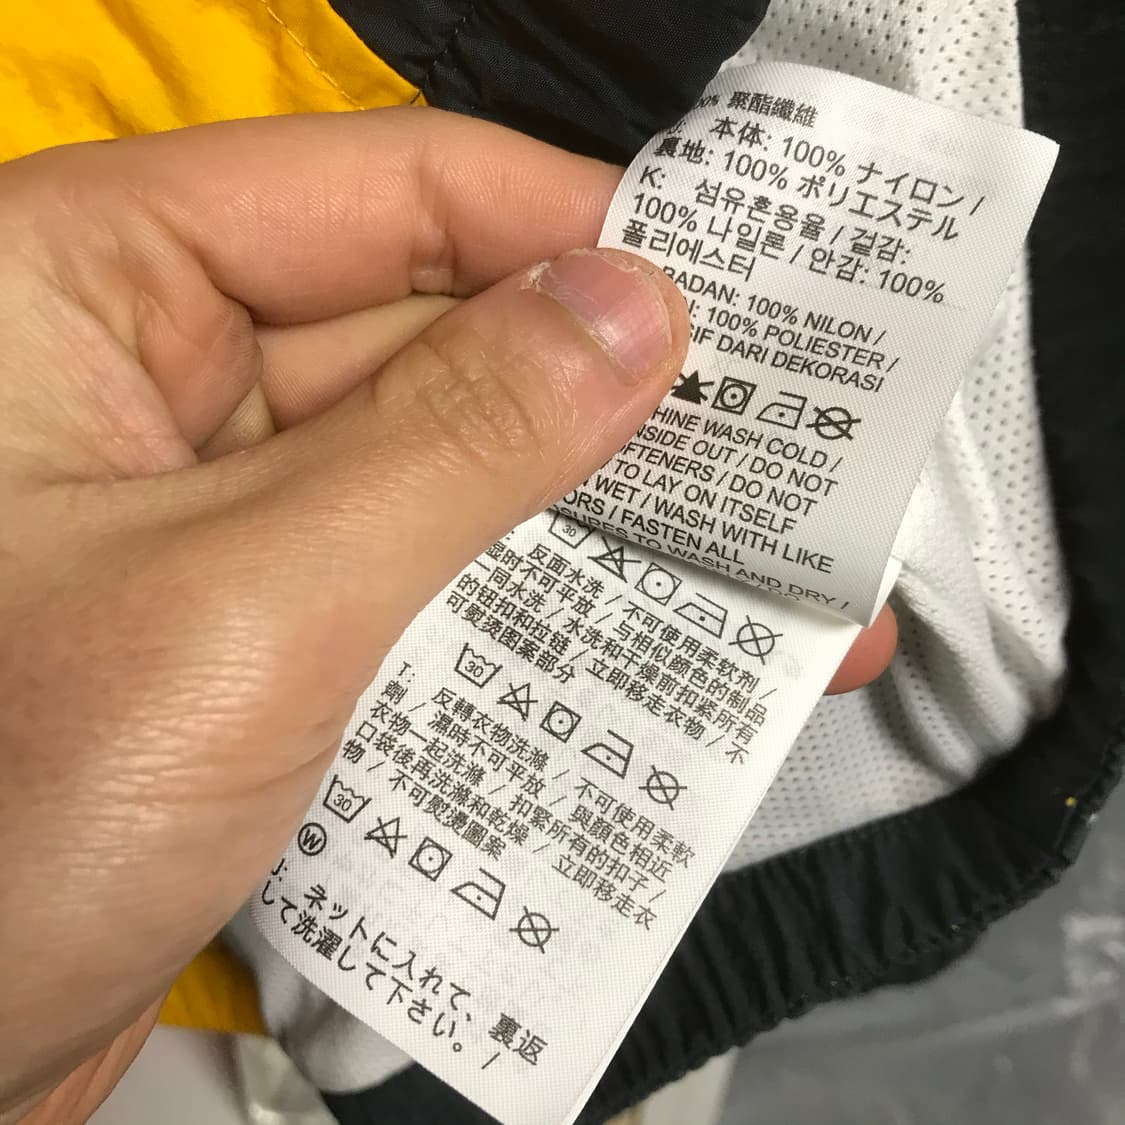 聚酯纖維
本体: 100% ナイロン /
裏地: 100% ポリエステル
K: 섬유혼용율 / 겉감:
100% 나일론 / 안감: 100%
폴리에스터
BADAN: 100% NILON /
100% POLIESTER /
DARI DEKORASI
WASH COLD /
INSIDE OUT / DO NOT
/ DO NOT
TO LAY ON ITSELF
WET / WASH WITH LIKE
/ FASTEN ALL
TO WASH AND DRY /
30
反面水洗 / 不可使用柔软剂 /
湿时不可平放 / 与相似颜色的制品
一同水洗 / 水洗和干燥前扣紧所有
的钮扣和拉链 / 立即移走衣物 / 不
可熨烫图案部分
30
T: 反轉衣物洗滌 / 不可使用柔軟
劑 / 濕時不可平放 / 與顏色相近
衣物一起洗滌 / 扣緊所有的扣子 /
口袋後再洗滌和乾燥 / 立即移走衣
物 / 不可熨燙圖案
30
W
J: ネットに入れて、裏返
して洗濯して下さい。 /